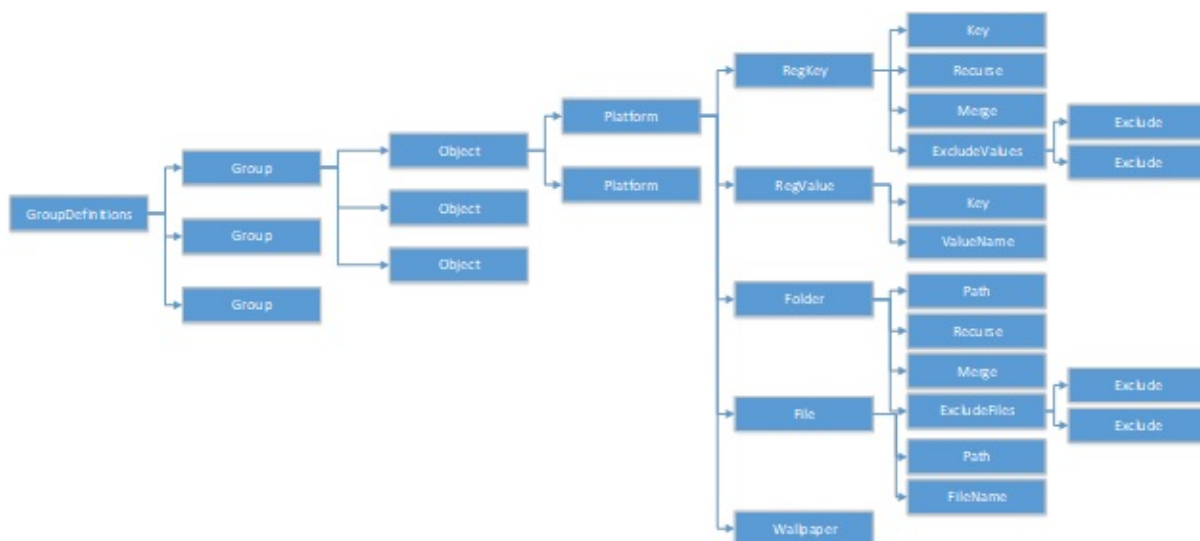 GroupDefinitions
Group
Group
Group
Object
Object
Object
Platform
Platform
RegKey
RegValue
Folder
File
Wallpaper
Key
Recurse
Merge
ExcludeValues
Key
ValueName
Path
Recurse
Merge
ExcludeFiles
Path
FileName
Exclude
Exclude
Exclude
Exclude